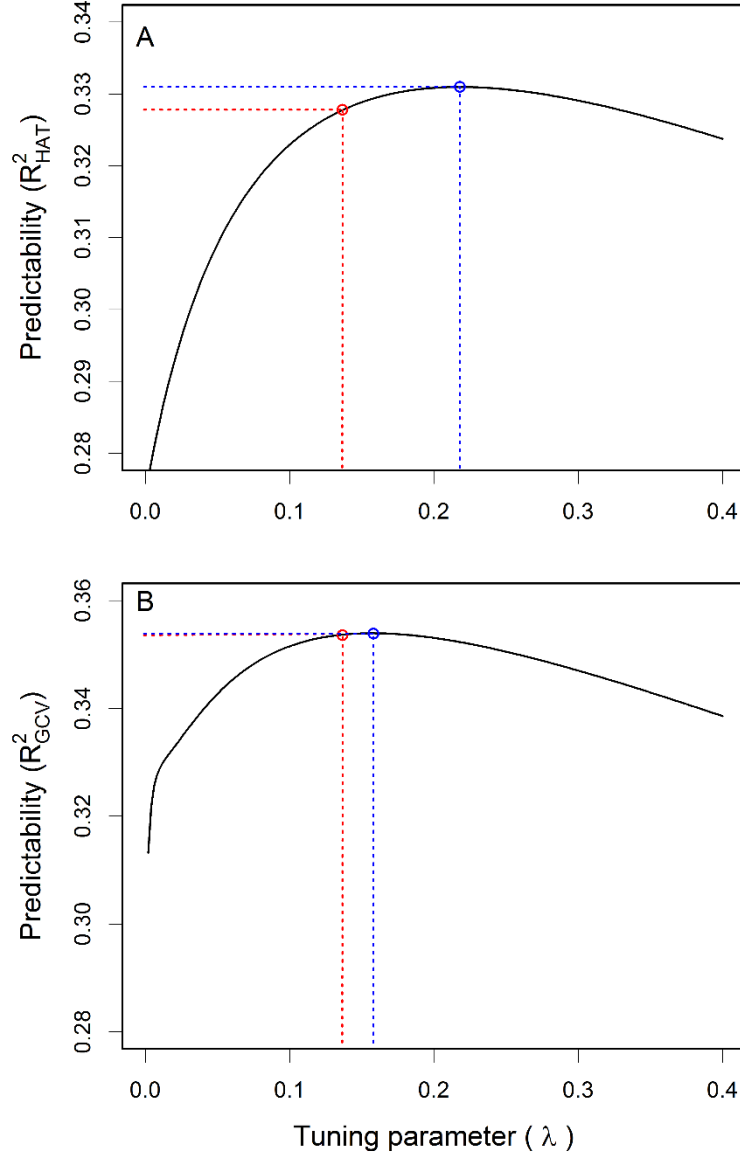 A
Predictability (R²HAT)
0.34
0.33
0.32
0.31
0.30
0.29
0.28
0.0 0.1 0.2 0.3 0.4
B
Predictability (R²GCV)
0.36
0.34
0.32
0.30
0.28
0.0 0.1 0.2 0.3 0.4
Tuning parameter ( λ )